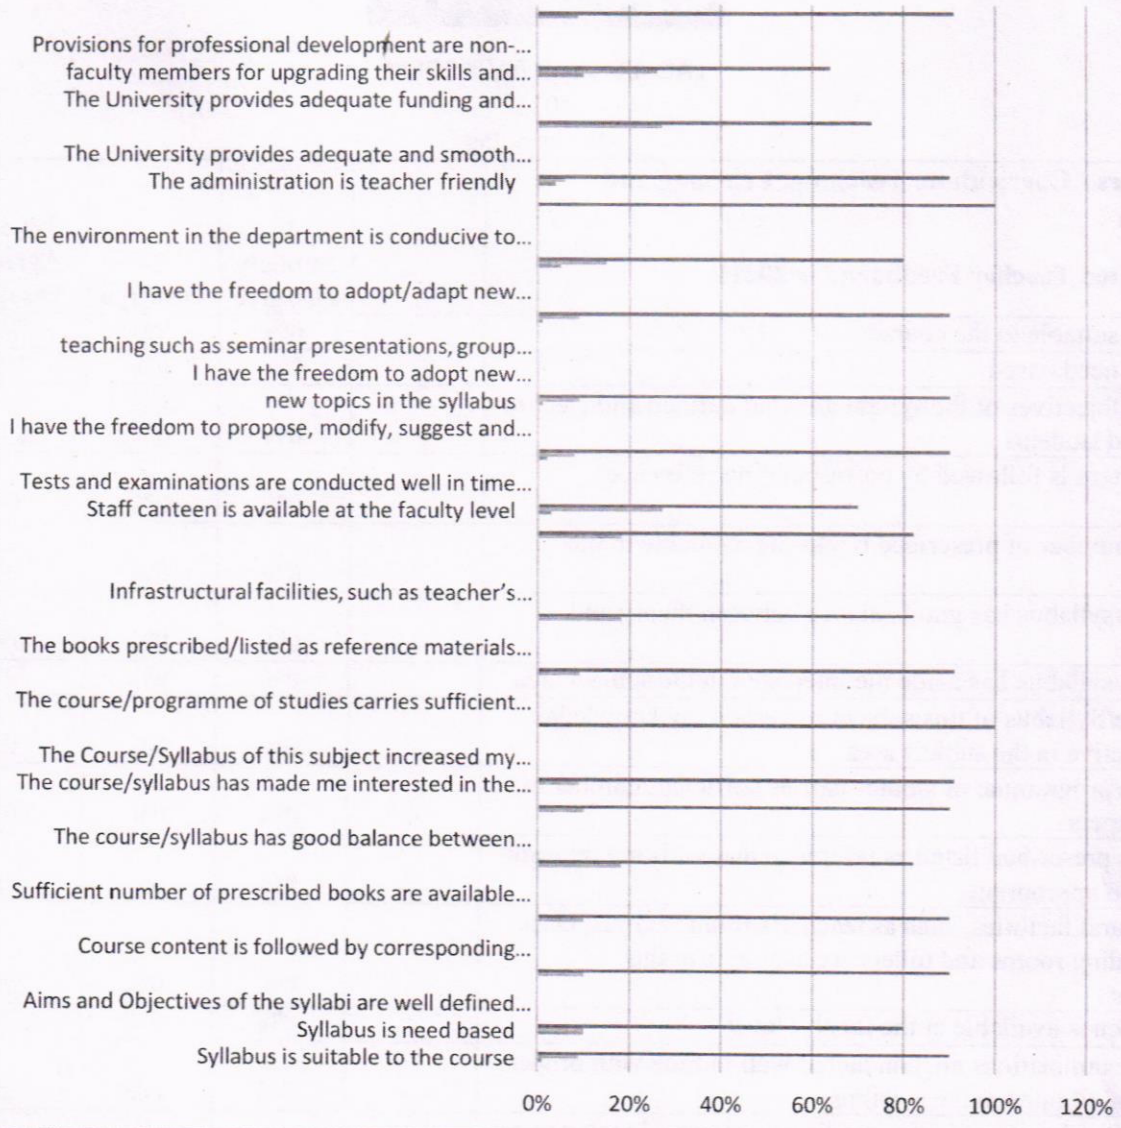 Provisions for professional development are non-...
faculty members for upgrading their skills and...
The University provides adequate funding and...
The University provides adequate and smooth...
The administration is teacher friendly
The environment in the department is conducive to...
I have the freedom to adopt/adapt new...
teaching such as seminar presentations, group...
I have the freedom to adopt new...
new topics in the syllabus
I have the freedom to propose, modify, suggest and...
Tests and examinations are conducted well in time...
Staff canteen is available at the faculty level
Infrastructural facilities, such as teacher's...
The books prescribed/listed as reference materials...
The course/programme of studies carries sufficient...
The Course/Syllabus of this subject increased my...
The course/syllabus has made me interested in the...
The course/syllabus has good balance between...
Sufficient number of prescribed books are available...
Course content is followed by corresponding...
Aims and Objectives of the syllabi are well defined...
Syllabus is need based
Syllabus is suitable to the course
0% 20% 40% 60% 80% 100% 120%